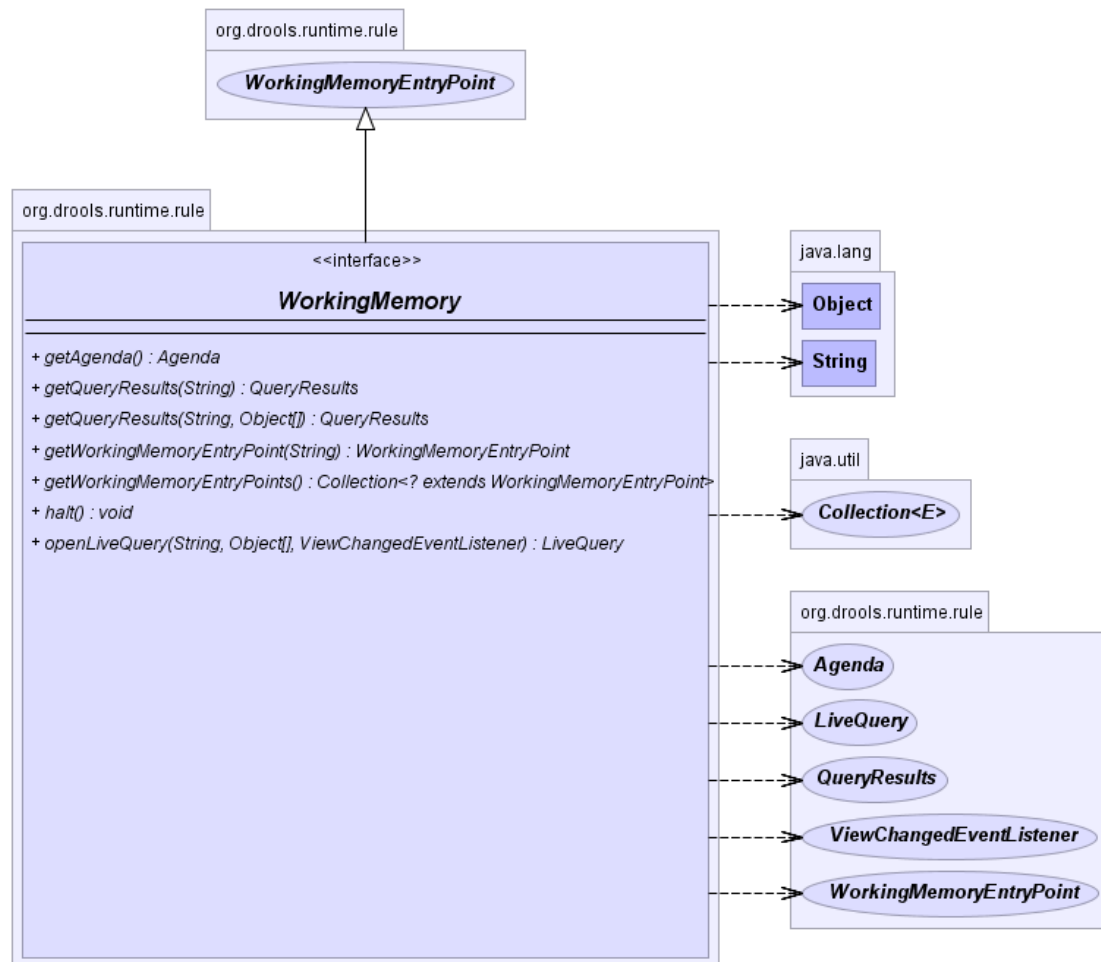 org.drools.runtime.rule
WorkingMemoryEntryPoint
org.drools.runtime.rule
<<interface>>
WorkingMemory
+ getAgenda() : Agenda
+ getQueryResults(String) : QueryResults
+ getQueryResults(String, Object[]) : QueryResults
+ getWorkingMemoryEntryPoint(String) : WorkingMemoryEntryPoint
+ getWorkingMemoryEntryPoints() : Collection<? extends WorkingMemoryEntryPoint>
+ halt() : void
+ openLiveQuery(String, Object[], ViewChangedEventListener) : LiveQuery
java.lang
Object
String
java.util
Collection<E>
org.drools.runtime.rule
Agenda
LiveQuery
QueryResults
ViewChangedEventListener
WorkingMemoryEntryPoint